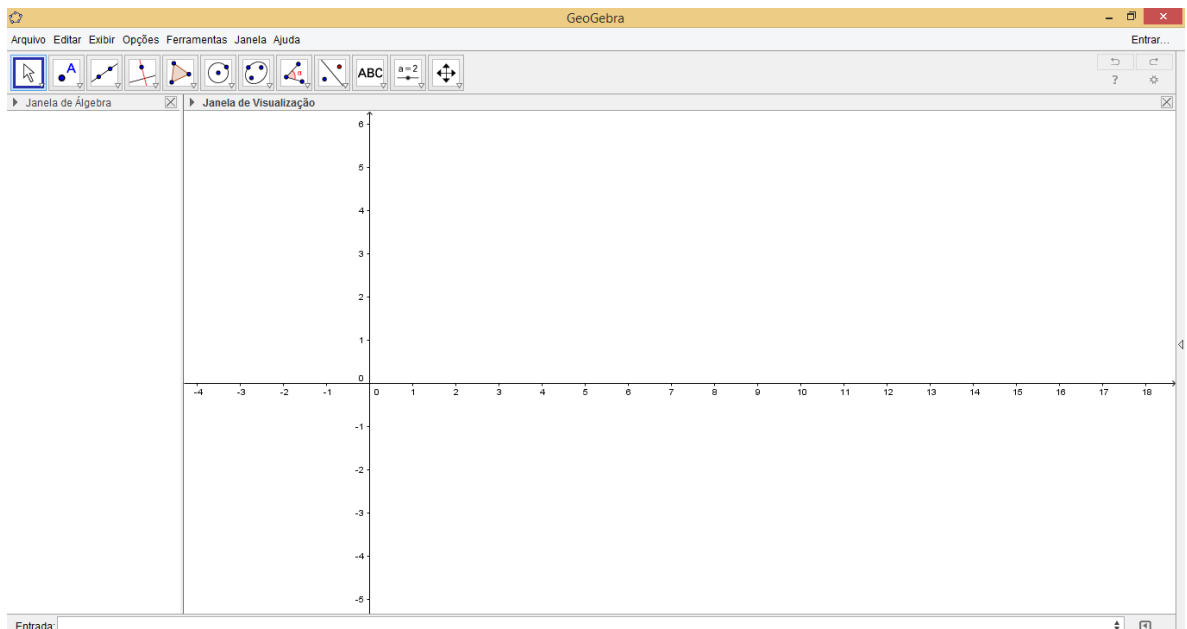 GeoGebra
Arquivo Editar Exibir Opções Ferramentas Janela Ajuda Entrar...
A α ABC a=2 ?
Janela de Álgebra Janela de Visualização
6
5
4
3
2
1
0
-4 -3 -2 -1 0 1 2 3 4 5 6 7 8 9 10 11 12 13 14 15 16 17 18
-1
-2
-3
-4
-5
Entrada: